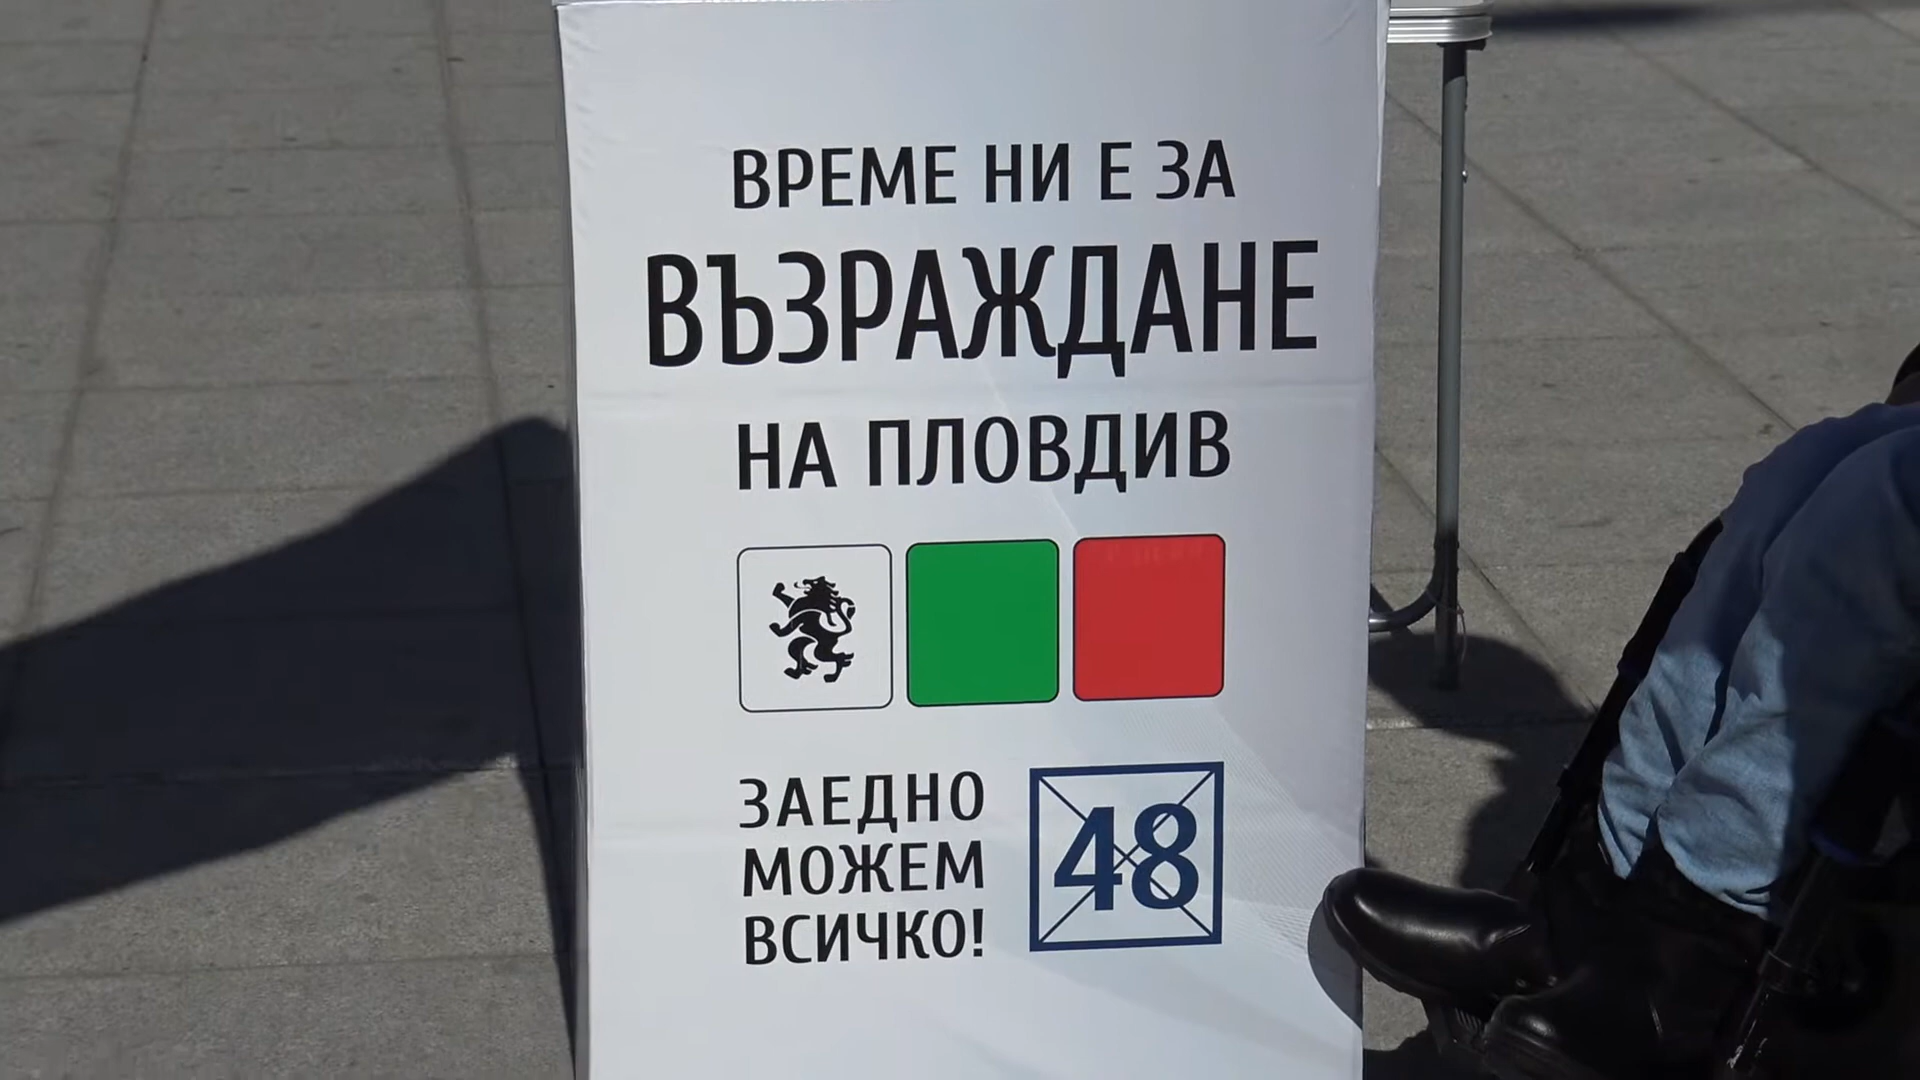 ВРЕМЕ НИ Е ЗА
ВЪЗРАЖДАНЕ
НА ПЛОВДИВ
ЗАЕДНО
МОЖЕМ
ВСИЧКО!
48